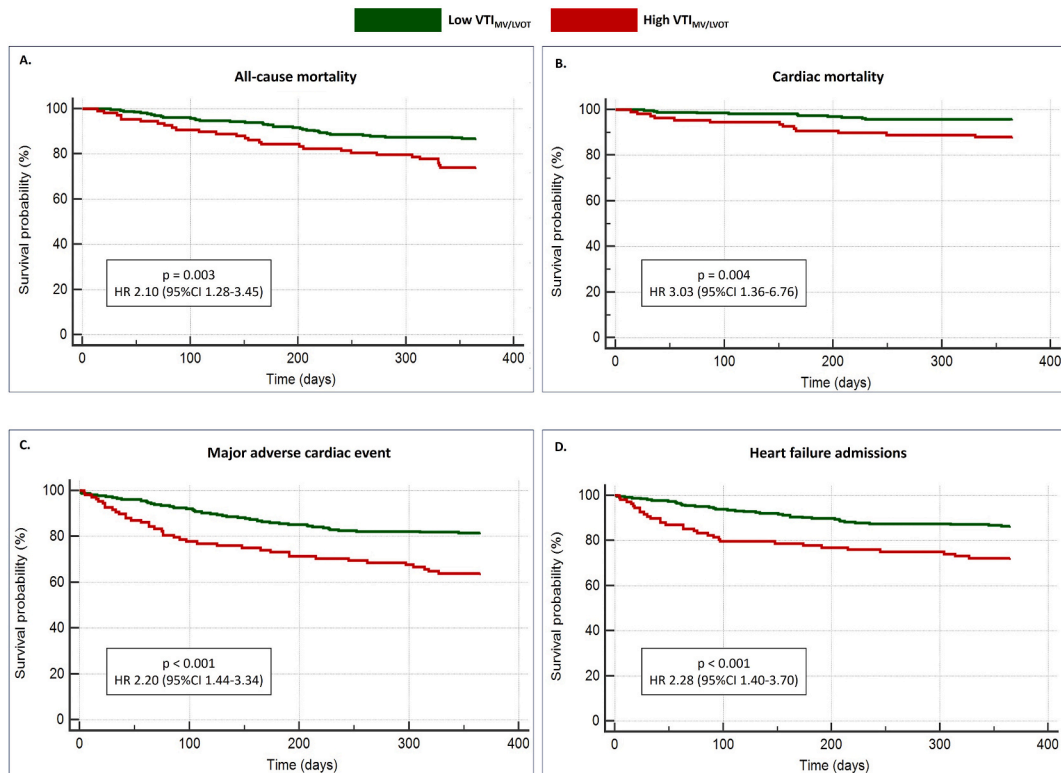 Low VTIMV/LVOT High VTIMV/LVOT
A.
All-cause mortality
Survival probability (%)
100
80
60
40
20
0
p = 0.003
HR 2.10 (95%CI 1.28-3.45)
0 100 200 300 400
Time (days)
B.
Cardiac mortality
Survival probability (%)
100
80
60
40
20
0
p = 0.004
HR 3.03 (95%CI 1.36-6.76)
0 100 200 300 400
Time (days)
C.
Major adverse cardiac event
Survival probability (%)
100
80
60
40
20
0
p < 0.001
HR 2.20 (95%CI 1.44-3.34)
0 100 200 300 400
Time (days)
D.
Heart failure admissions
Survival probability (%)
100
80
60
40
20
0
p < 0.001
HR 2.28 (95%CI 1.40-3.70)
0 100 200 300 400
Time (days)